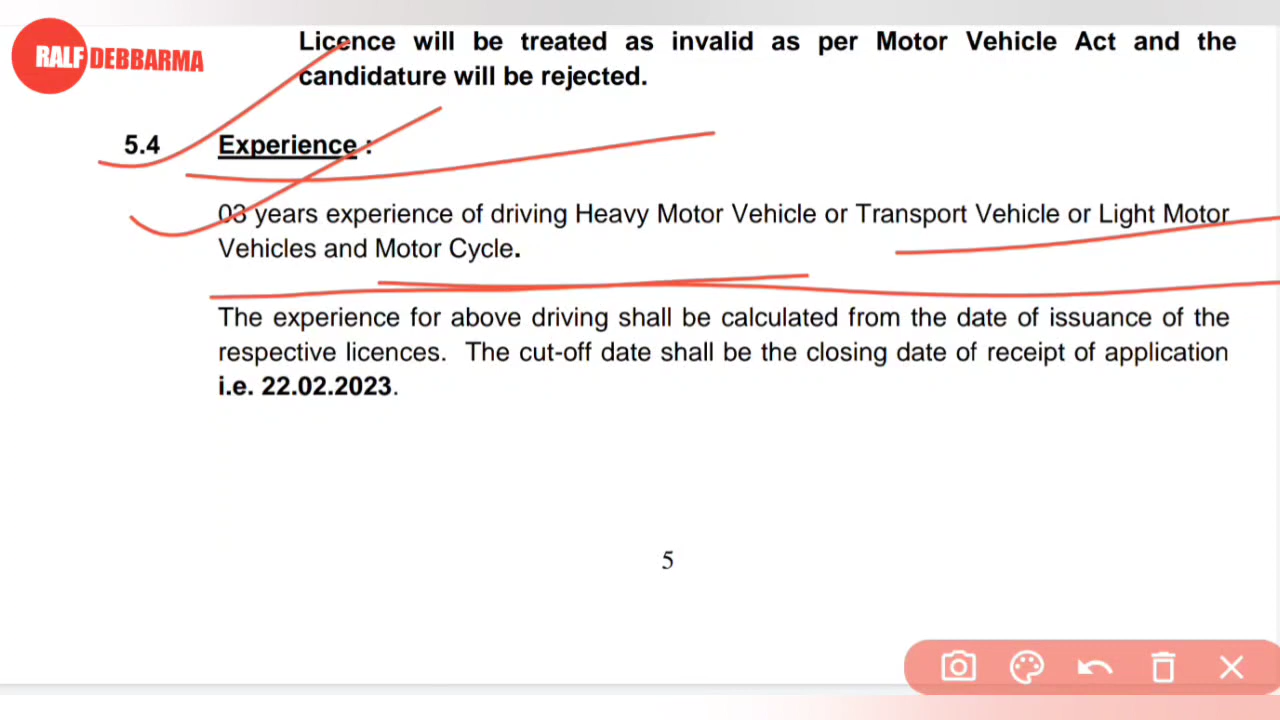 RALF DEBBARMA
Licence will be treated as invalid as per Motor Vehicle Act and the
candidature will be rejected.
5.4 Experience :
03 years experience of driving Heavy Motor Vehicle or Transport Vehicle or Light Motor
Vehicles and Motor Cycle.
The experience for above driving shall be calculated from the date of issuance of the
respective licences. The cut-off date shall be the closing date of receipt of application
i.e. 22.02.2023.
5